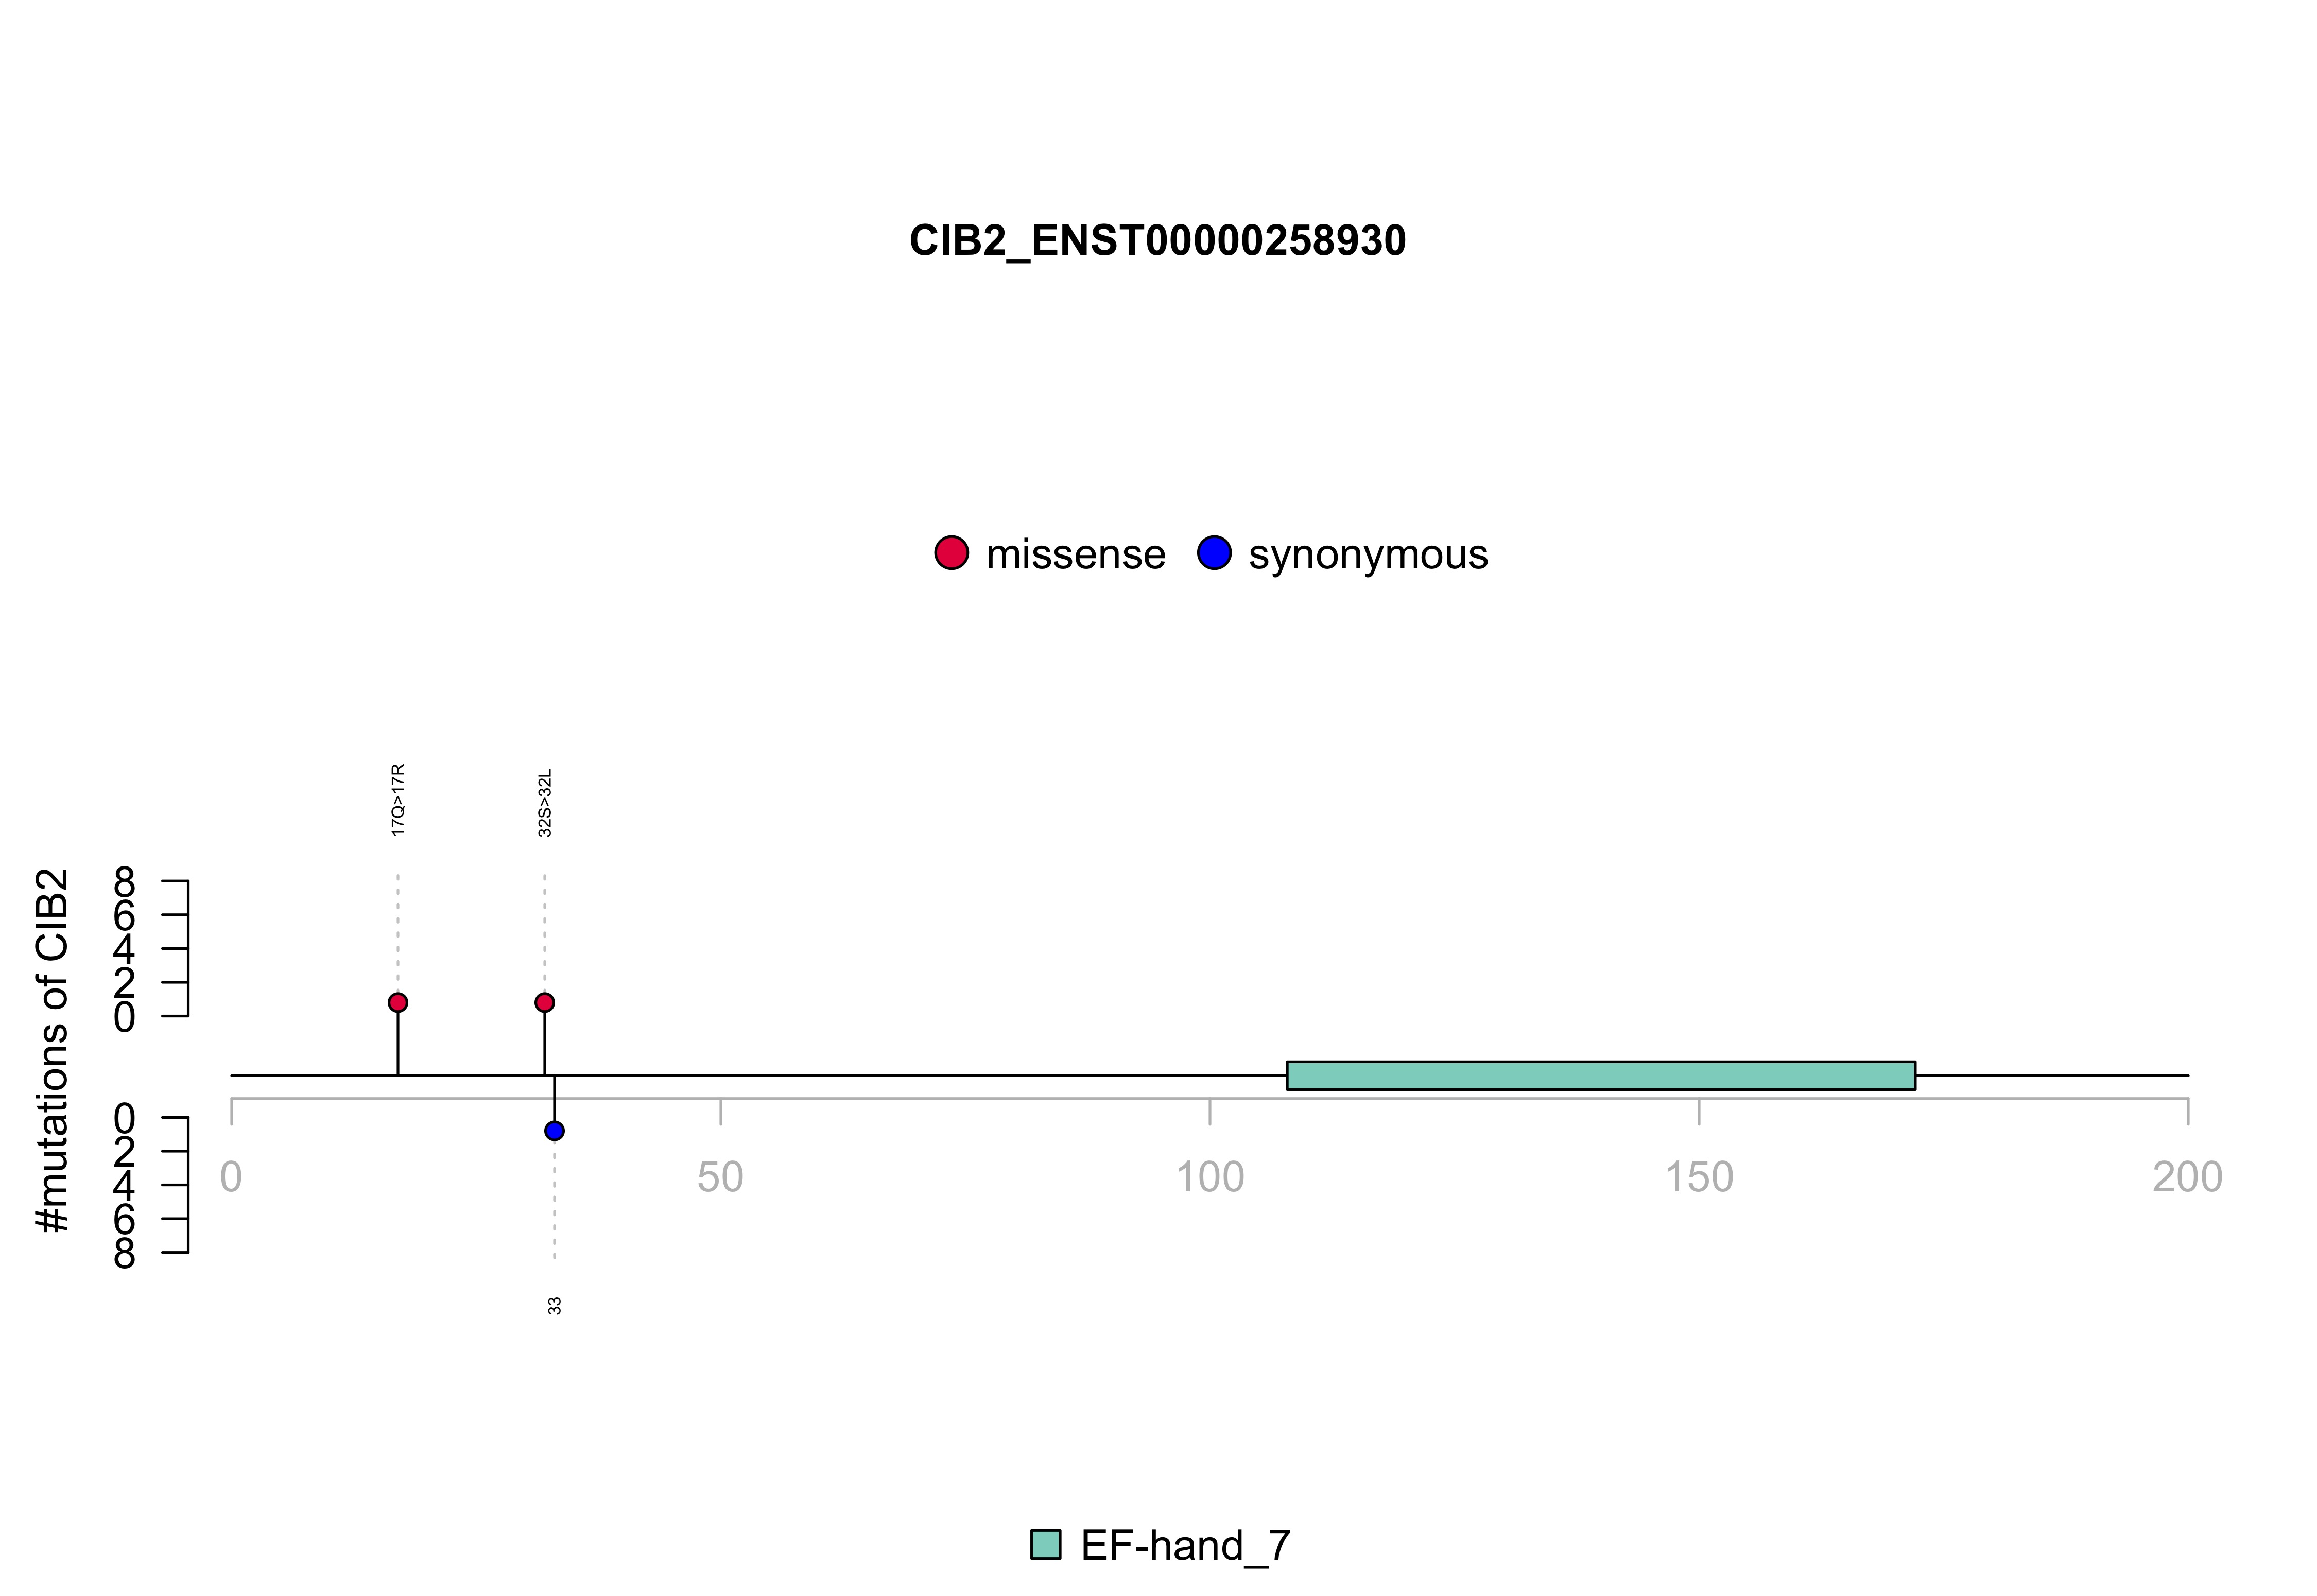 CIB2_ENST00000258930
missense synonymous
17Q>17R
32S>32L
#mutations of CIB2
8
6
4
2
0
0
2
4
6
8
0 50 100 150 200
33
EF-hand_7